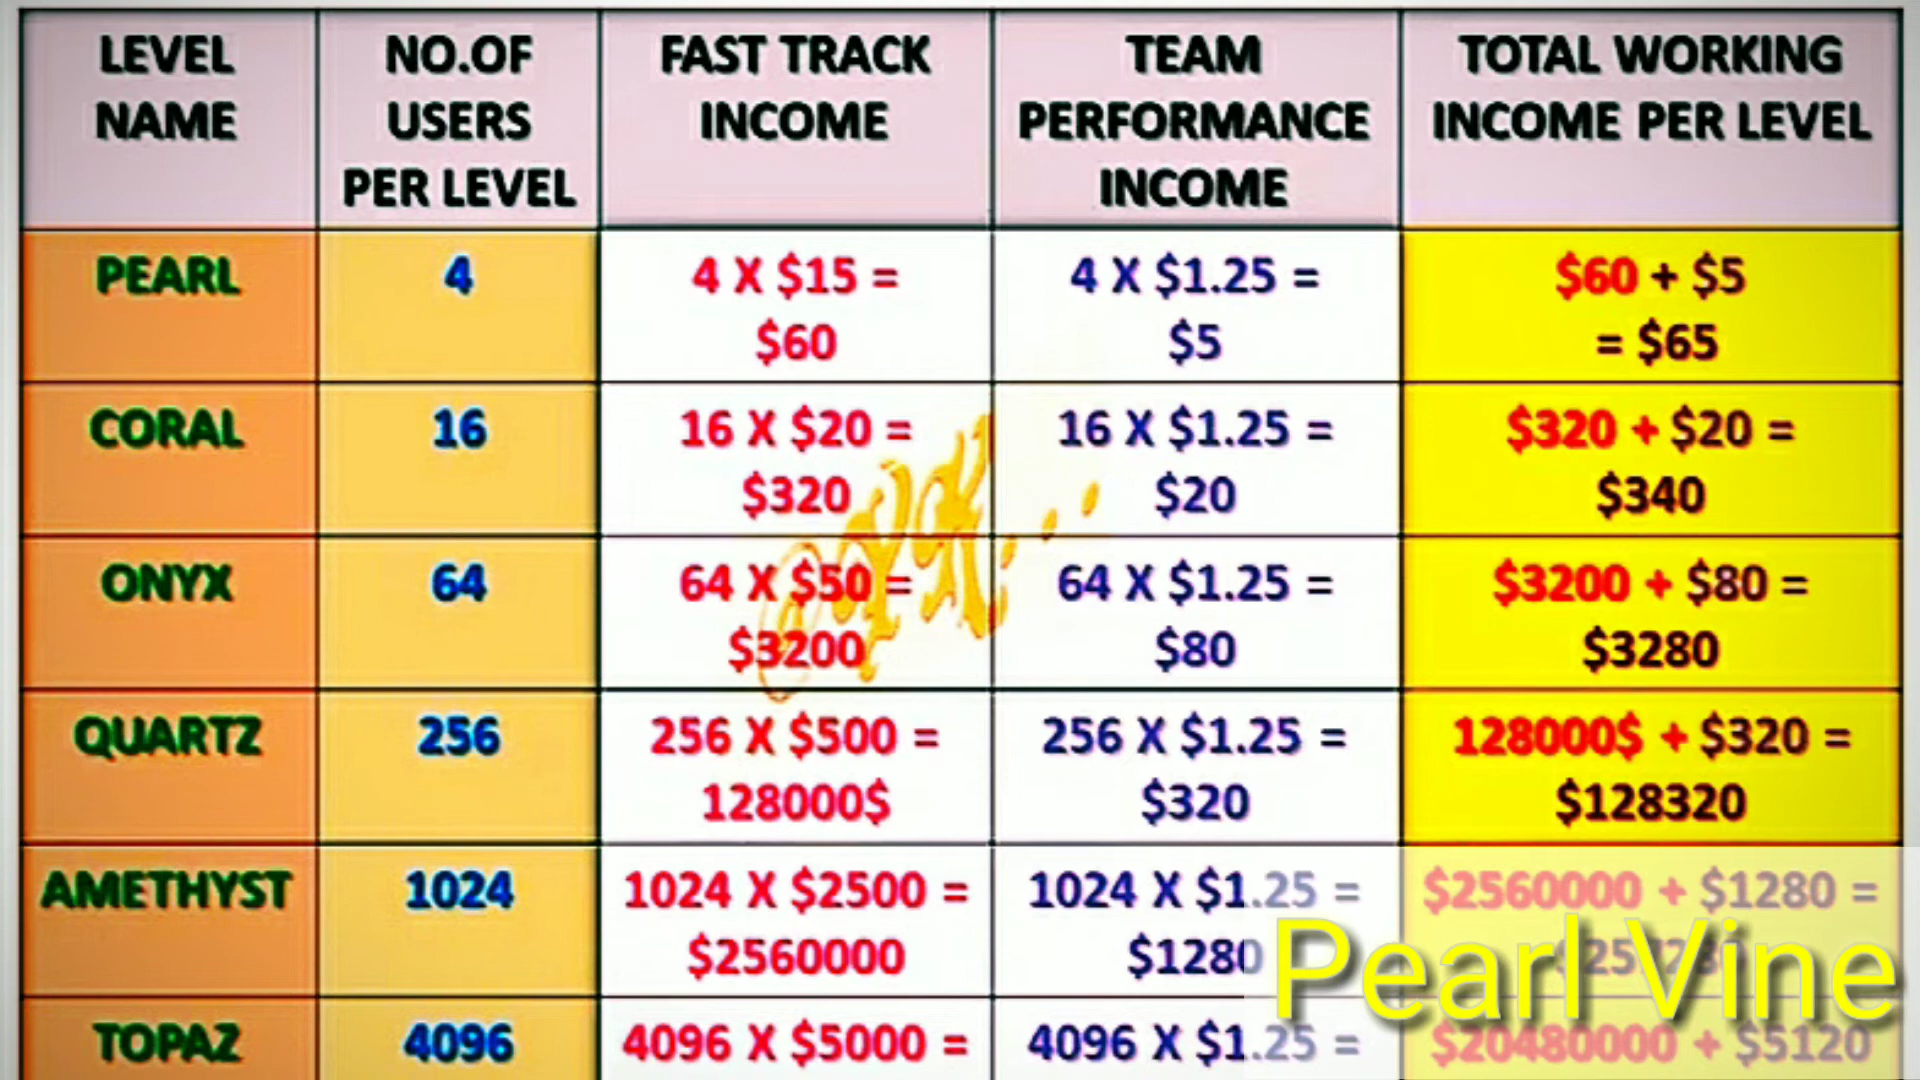 LEVEL NAME
NO.OF USERS PER LEVEL
FAST TRACK INCOME
TEAM PERFORMANCE INCOME
TOTAL WORKING INCOME PER LEVEL
PEARL
4
4 X $15 =
$60
4 X $1.25 =
$5
$60 + $5
= $65
CORAL
16
16 X $20 =
$320
16 X $1.25 =
$20
$320 + $20 =
$340
ONYX
64
64 X $50 =
$3200
64 X $1.25 =
$80
$3200 + $80 =
$3280
QUARTZ
256
256 X $500 =
128000$
256 X $1.25 =
$320
128000$ + $320 =
$128320
AMETHYST
1024
1024 X $2500 =
$2560000
1024 X $1.25 =
$1280
$2560000 + $1280 =
TOPAZ
4096
4096 X $5000 =
4096 X $1.25 =
$20480000 + $5120
Pearl Vine